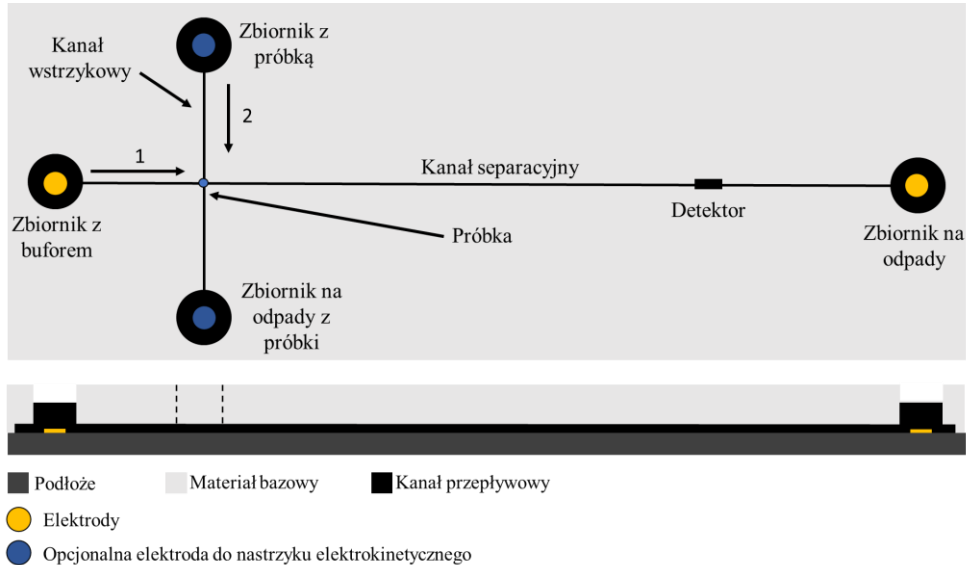 Zbiornik z
próbką
Kanał
wstrzykowy
2
1
Kanał separacyjny
Detektor
Zbiornik z
buforem
Próbka
Zbiornik na
odpady
Zbiornik na
odpady z
próbki
Podłoże
Materiał bazowy
Kanał przepływowy
Elektrody
Opcjonalna elektroda do nastrzyku elektrokinetycznego